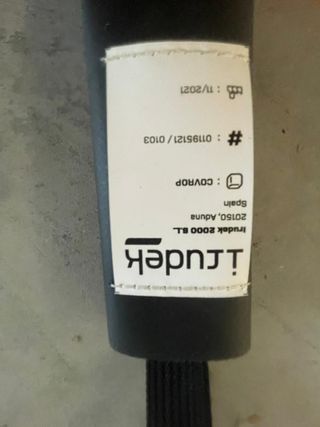 irudek
Irudek 2000 S.L.
20150, Aduna
Spain
: COVROP
# : 01195121 / 0103
: 11/2021